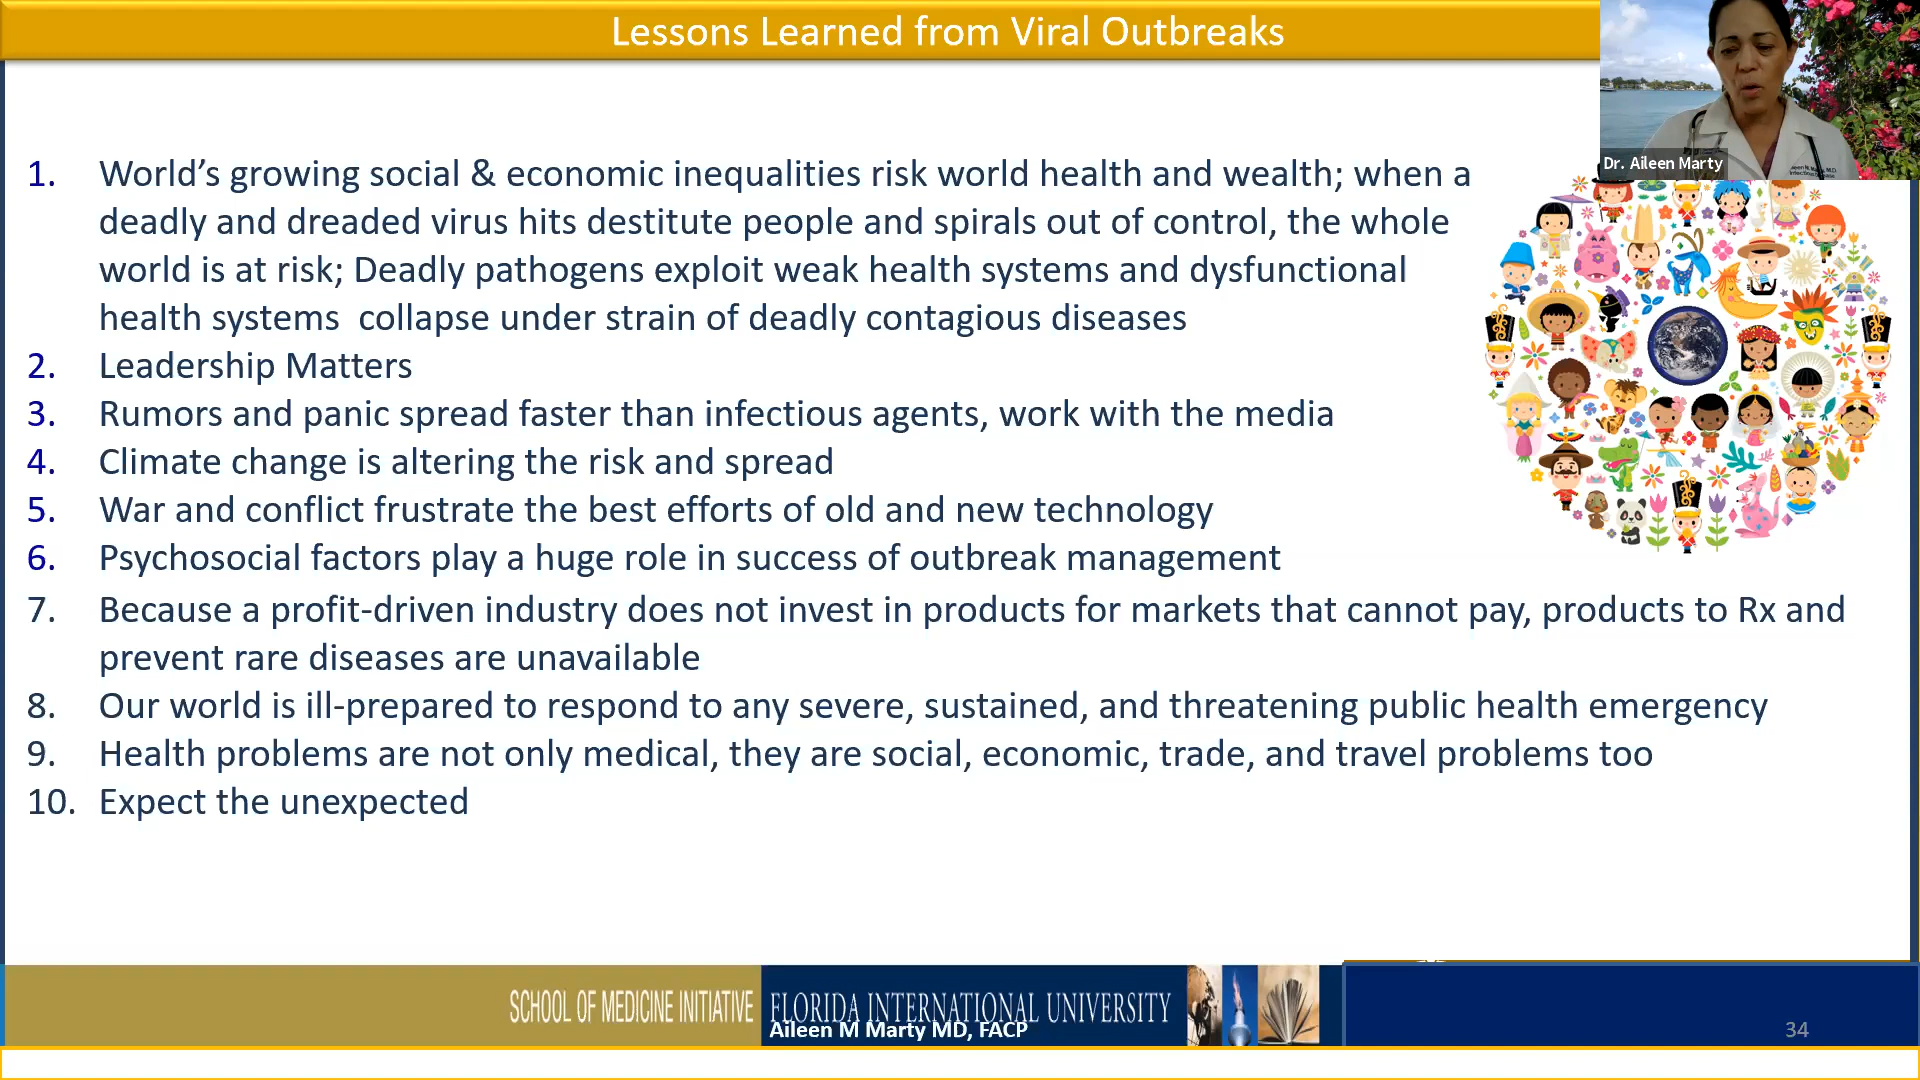 Lessons Learned from Viral Outbreaks
Dr. Aileen Marty
1. World's growing social & economic inequalities risk world health and wealth; when a
deadly and dreaded virus hits destitute people and spirals out of control, the whole
world is at risk; Deadly pathogens exploit weak health systems and dysfunctional
health systems  collapse under strain of deadly contagious diseases
2. Leadership Matters
3. Rumors and panic spread faster than infectious agents, work with the media
4. Climate change is altering the risk and spread
5. War and conflict frustrate the best efforts of old and new technology
6. Psychosocial factors play a huge role in success of outbreak management
7. Because a profit-driven industry does not invest in products for markets that cannot pay, products to Rx and
prevent rare diseases are unavailable
8. Our world is ill-prepared to respond to any severe, sustained, and threatening public health emergency
9. Health problems are not only medical, they are social, economic, trade, and travel problems too
10. Expect the unexpected
SCHOOL OF MEDICINE INITIATIVE
FLORIDA INTERNATIONAL UNIVERSITY
Aileen M Marty MD, FACP
34